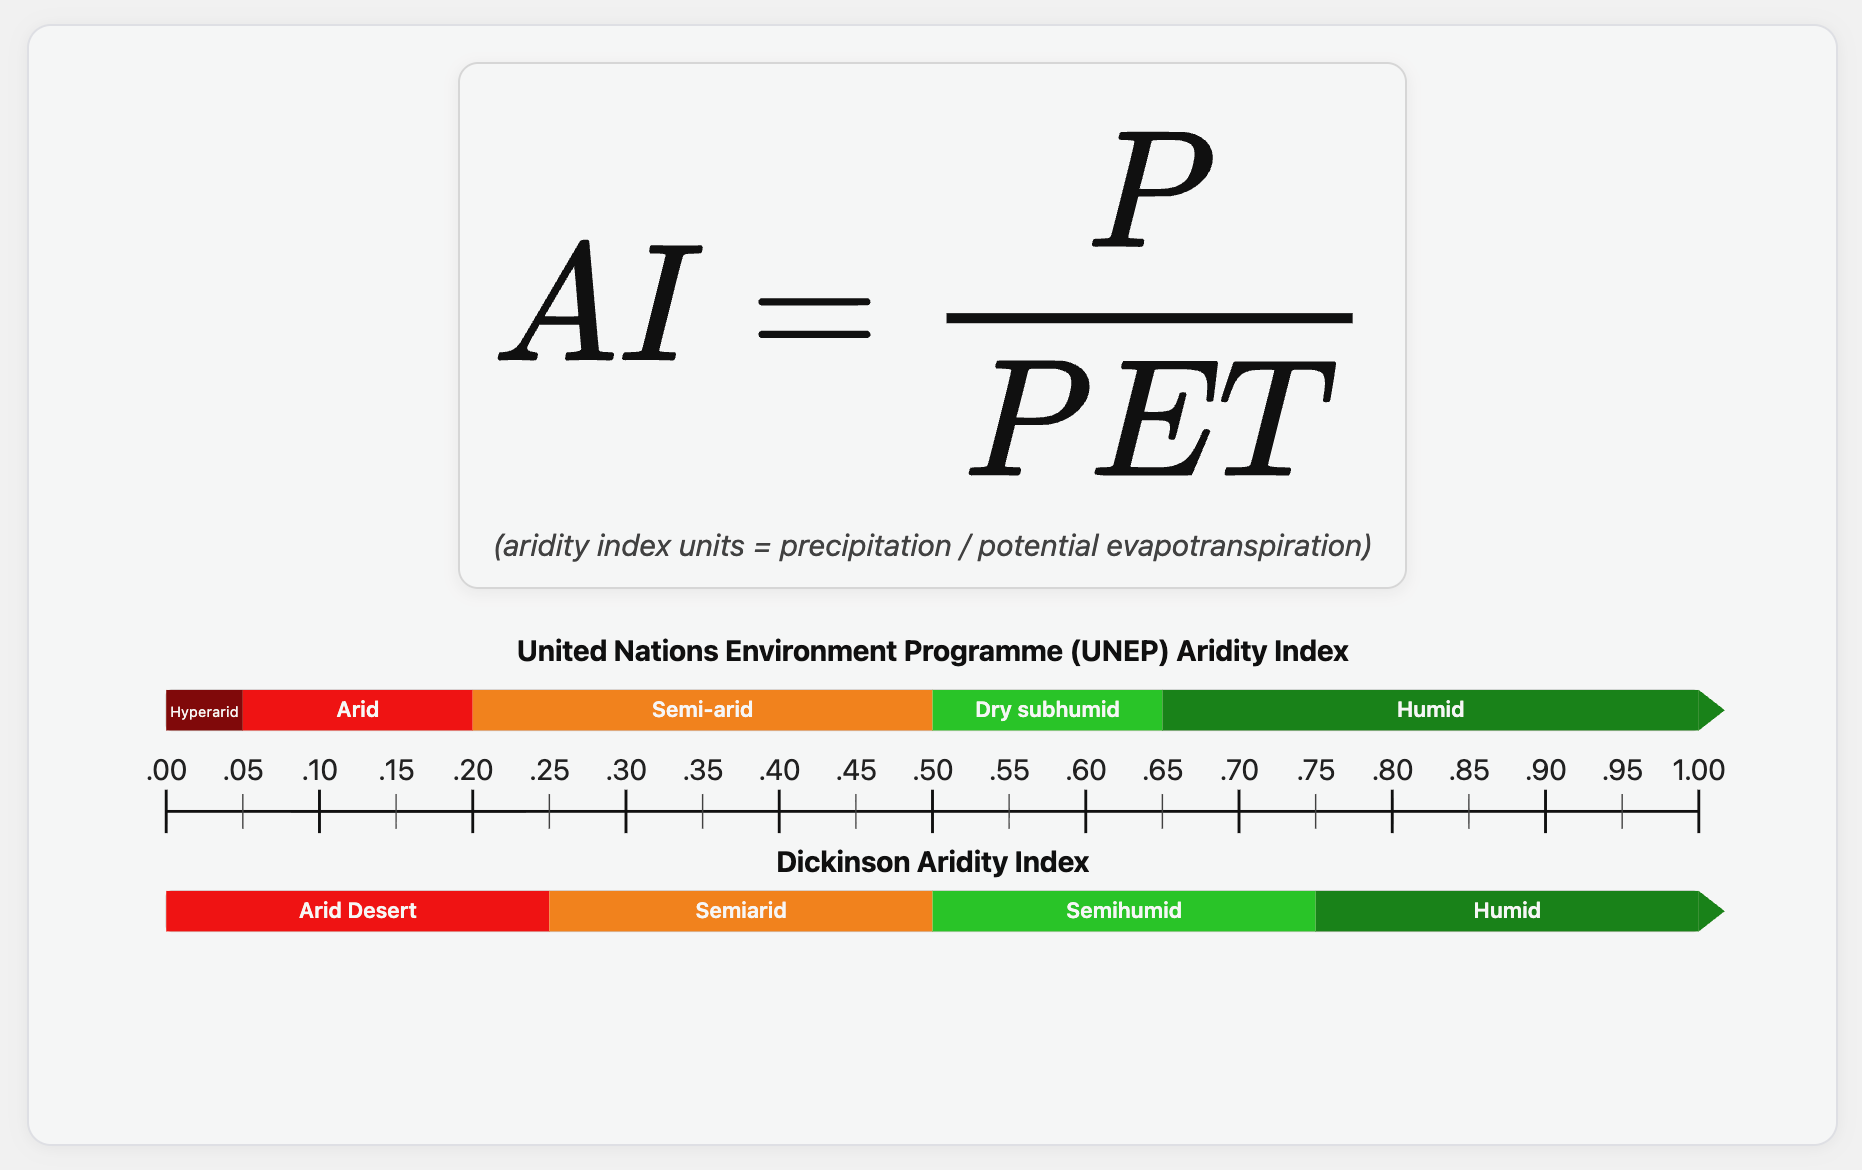 AI = P / PET
(aridity index units = precipitation / potential evapotranspiration)
United Nations Environment Programme (UNEP) Aridity Index
Hyperarid Arid Semi-arid Dry subhumid Humid
.00 .05 .10 .15 .20 .25 .30 .35 .40 .45 .50 .55 .60 .65 .70 .75 .80 .85 .90 .95 1.00
Dickinson Aridity Index
Arid Desert Semiarid Semihumid Humid